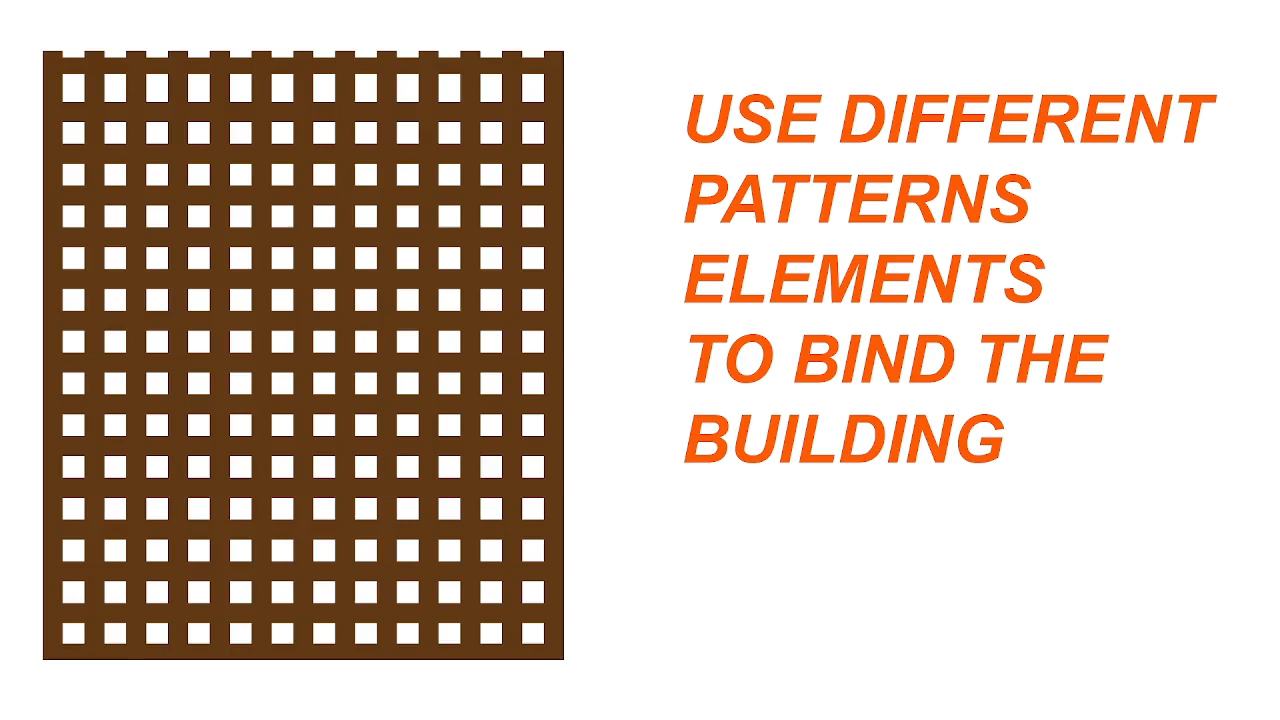 USE DIFFERENT
PATTERNS
ELEMENTS
TO BIND THE
BUILDING